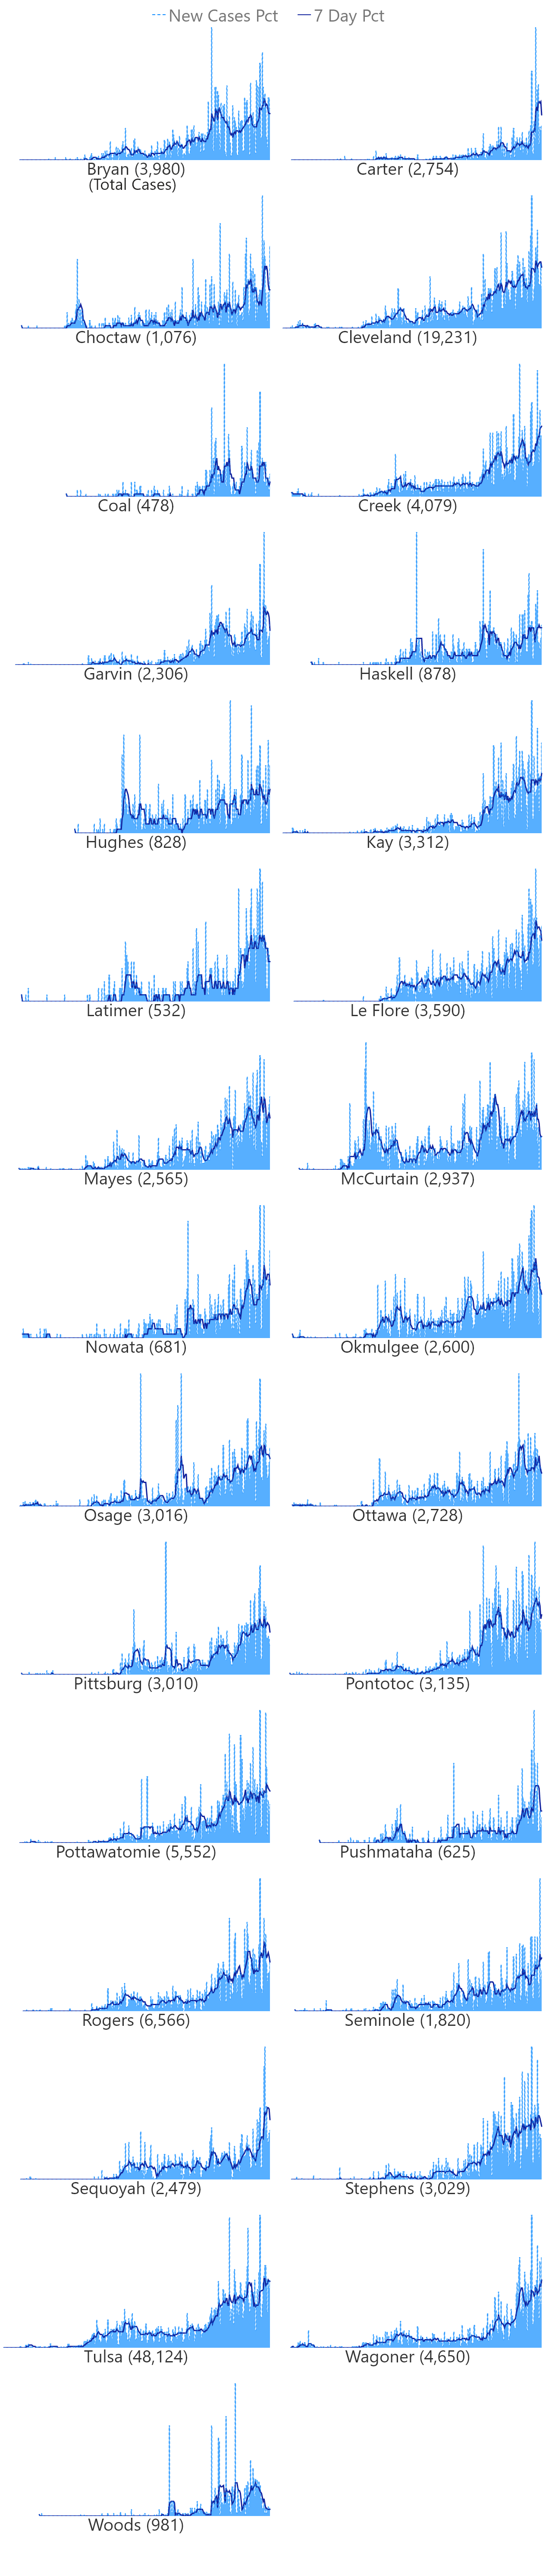 New Cases Pct 7 Day Pct
Bryan (3,980) Carter (2,754)
(Total Cases)
Choctaw (1,076) Cleveland (19,231)
Coal (478) Creek (4,079)
Garvin (2,306) Haskell (878)
Hughes (828) Kay (3,312)
Latimer (532) Le Flore (3,590)
Mayes (2,565) McCurtain (2,937)
Nowata (681) Okmulgee (2,600)
Osage (3,016) Ottawa (2,728)
Pittsburg (3,010) Pontotoc (3,135)
Pottawatomie (5,552) Pushmataha (625)
Rogers (6,566) Seminole (1,820)
Sequoyah (2,479) Stephens (3,029)
Tulsa (48,124) Wagoner (4,650)
Woods (981)